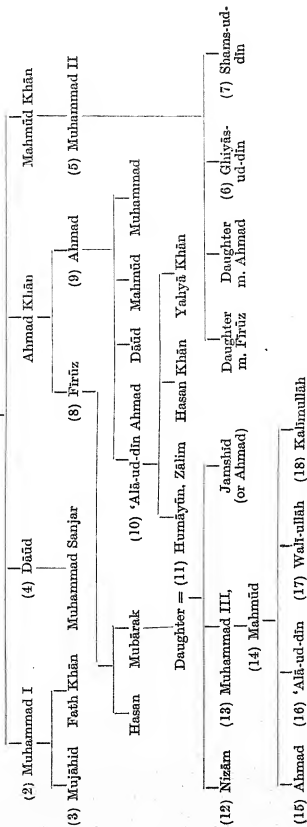 (2) Muhammad I (4) Dāūd Ahmad Khān Mahmūd Khān
(3) Mujāhid Fath Khān Muhammad Sanjar (8) Fīrūz (9) Ahmad (5) Muhammad II
Hasan Mubārak (10) ‘Alā-ud-dīn Ahmad Dāūd Mahmūd Muhammad
Daughter = (11) Humāyūn, Zālim Hasan Khān Yahyā Khān
Daughter m. Fīrūz
Daughter m. Ahmad
(6) Ghiyās-ud-dīn
(7) Shams-ud-dīn
(12) Nizām (13) Muhammad III, Jamshīd (or Ahmad)
(14) Mahmūd
(15) Ahmad (16) ‘Alā-ud-dīn (17) Walī-ullāh (18) Kalīmullāh